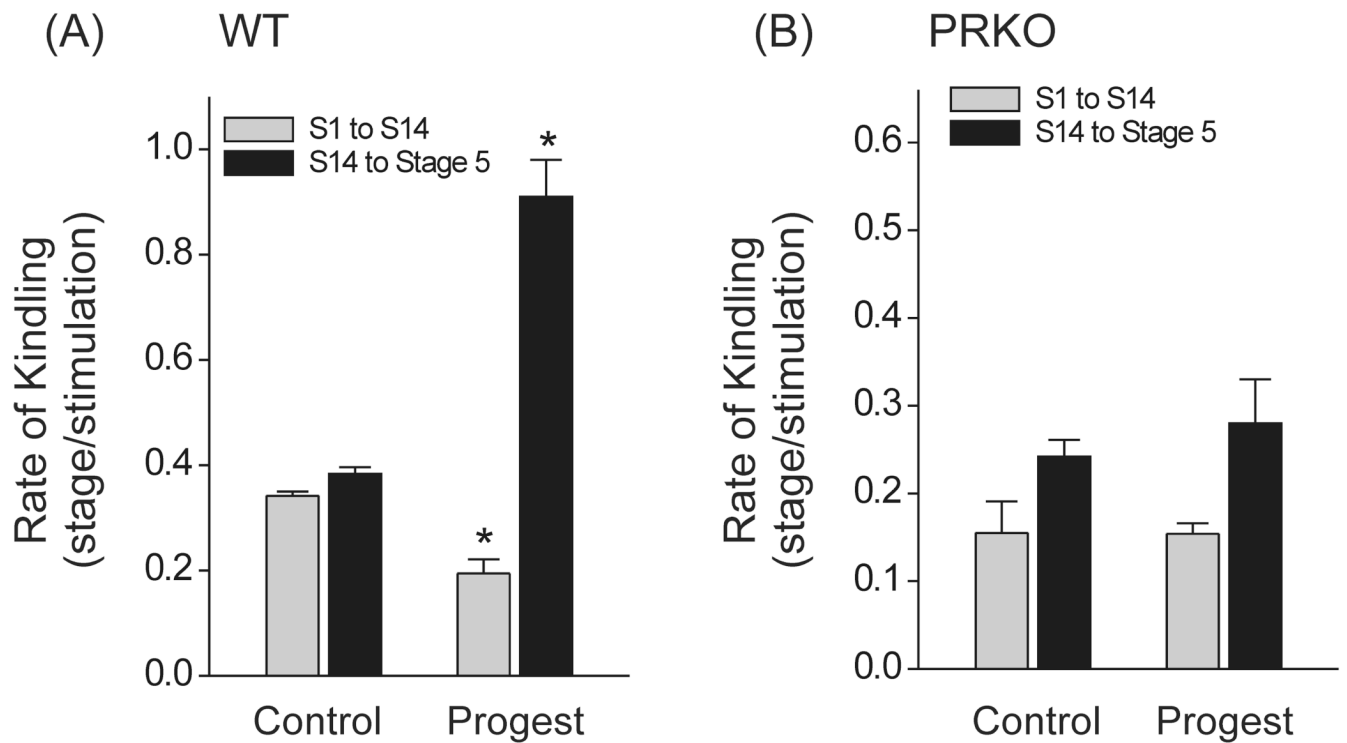 (A) WT
S1 to S14
S14 to Stage 5
Rate of Kindling
(stage/stimulation)
1.0
0.8
0.6
0.4
0.2
0.0
*
*
Control Progest
(B) PRKO
S1 to S14
S14 to Stage 5
Rate of Kindling
(stage/stimulation)
0.6
0.5
0.4
0.3
0.2
0.1
0.0
Control Progest